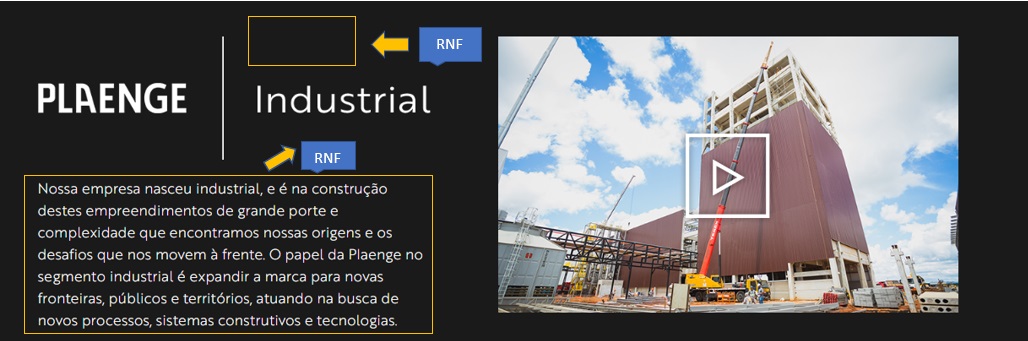 RNF
PLAENGE
Industrial
RNF
Nossa empresa nasceu industrial, e é na construção
destes empreendimentos de grande porte e
complexidade que encontramos nossas origens e os
desafios que nos movem à frente. O papel da Plaenge no
segmento industrial é expandir a marca para novas
fronteiras, públicos e territórios, atuando na busca de
novos processos, sistemas construtivos e tecnologias.